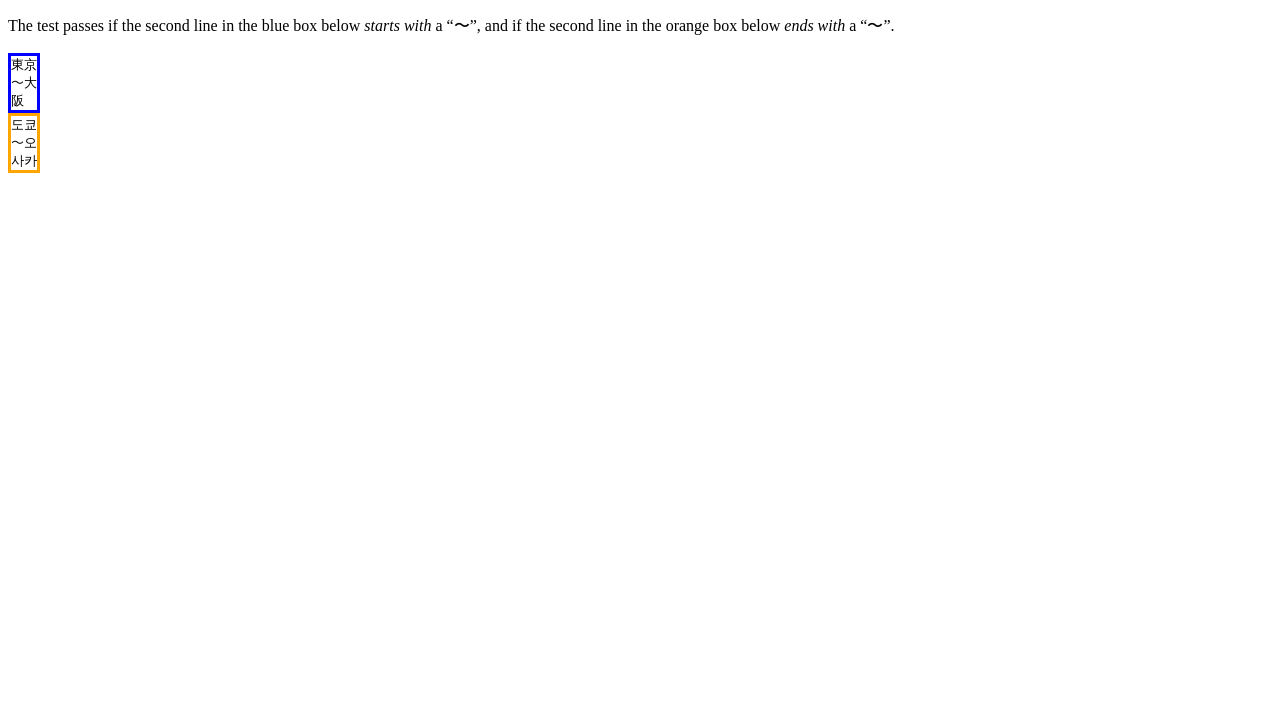 The test passes if the second line in the blue box below starts with a “〜”, and if the second line in the orange box below ends with a “〜”.
東京
〜大
阪
도쿄
〜오
사카